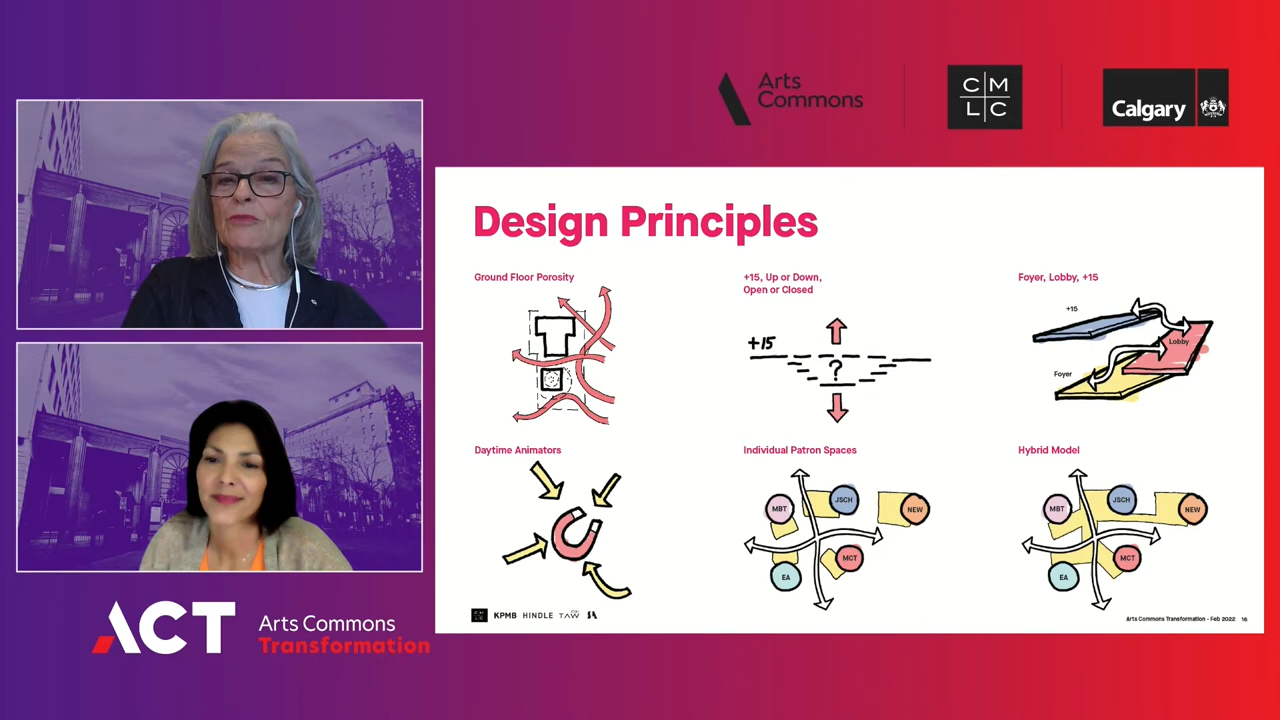 Arts
Commons
CM
LC
Calgary
Design Principles
Ground Floor Porosity
+15, Up or Down,
Open or Closed
+15
?
Foyer, Lobby, +15
+15
Lobby
Foyer
Daytime Animators
Individual Patron Spaces
MBT
JSCH
NEW
MCT
EA
Hybrid Model
MBT
JSCH
NEW
MCT
EA
KPMB HINDLE TAW
Arts Commons Transformation - Feb 2022 16
ACT
Arts Commons
Transformation